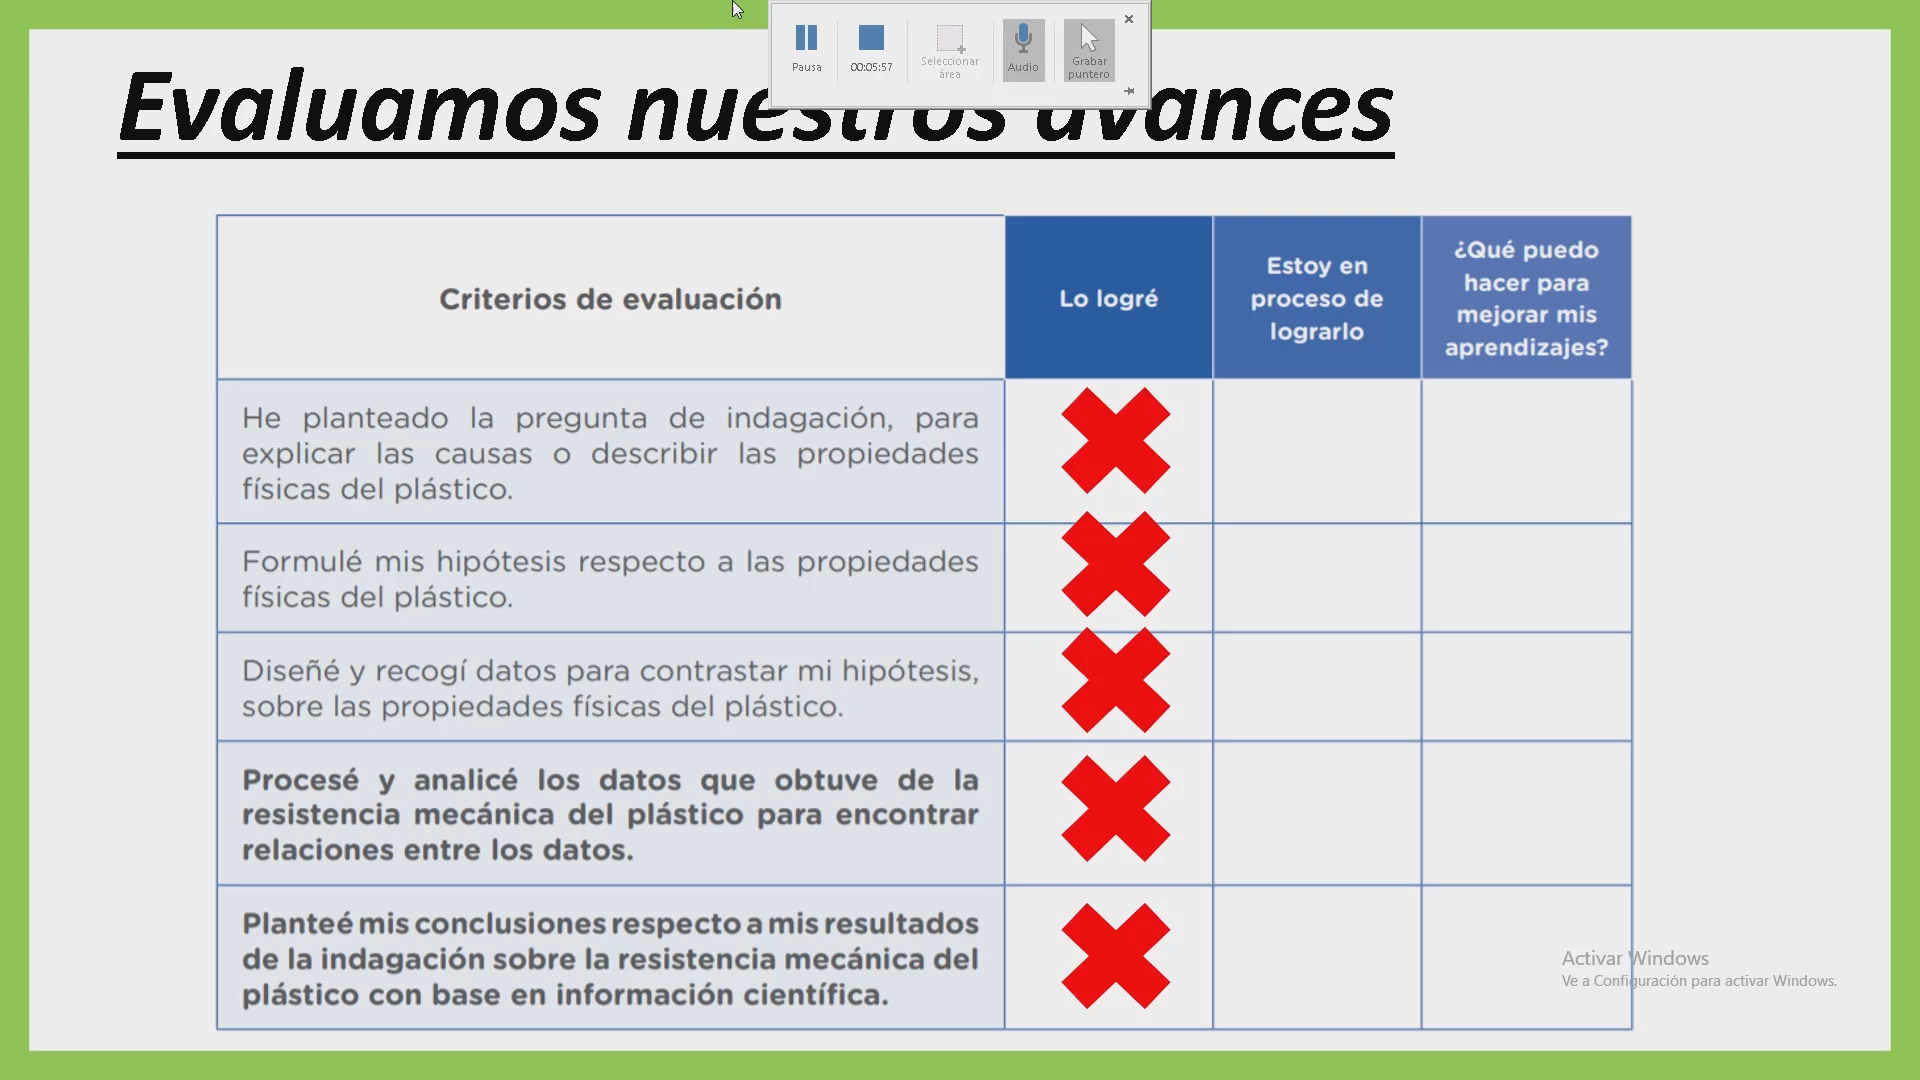 Pausa
00:05:57
Seleccionar
área
Audio
Grabar
puntero
Evaluamos nuestros avances
Criterios de evaluación
Lo logré
Estoy en
proceso de
lograrlo
¿Qué puedo
hacer para
mejorar mis
aprendizajes?
He planteado la pregunta de indagación, para
explicar las causas o describir las propiedades
físicas del plástico.
Formulé mis hipótesis respecto a las propiedades
físicas del plástico.
Diseñé y recogí datos para contrastar mi hipótesis,
sobre las propiedades físicas del plástico.
Procesé y analicé los datos que obtuve de la
resistencia mecánica del plástico para encontrar
relaciones entre los datos.
Planteé mis conclusiones respecto a mis resultados
de la indagación sobre la resistencia mecánica del
plástico con base en información científica.
Activar Windows
Ve a Configuración para activar Windows.